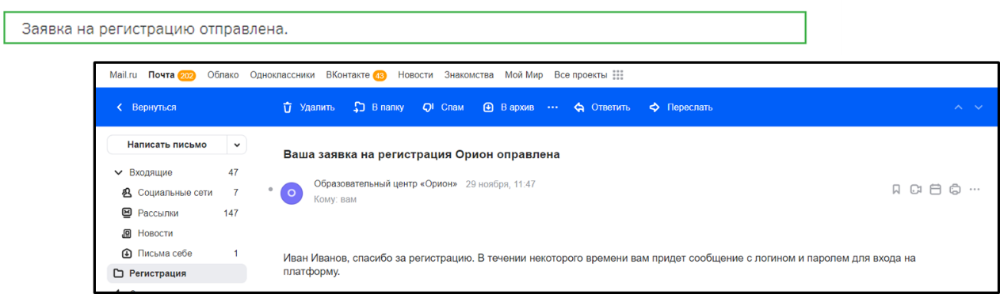 Заявка на регистрацию отправлена.
Mail.ru Почта 202 Облако Одноклассники ВКонтакте 43 Новости Знакомства Мой Мир Все проекты
Вернуться Удалить В папку Спам В архив ··· Ответить Переслать
Написать письмо
Ваша заявка на регистрация Орион оправлена
Входящие 47
О
Образовательный центр «Орион» 29 ноября, 11:47
Кому: вам
Социальные сети 7
Рассылки 147
Новости
Письма себе 1
Регистрация
Иван Иванов, спасибо за регистрацию. В течении некоторого времени вам придет сообщение с логином и паролем для входа на
платформу.